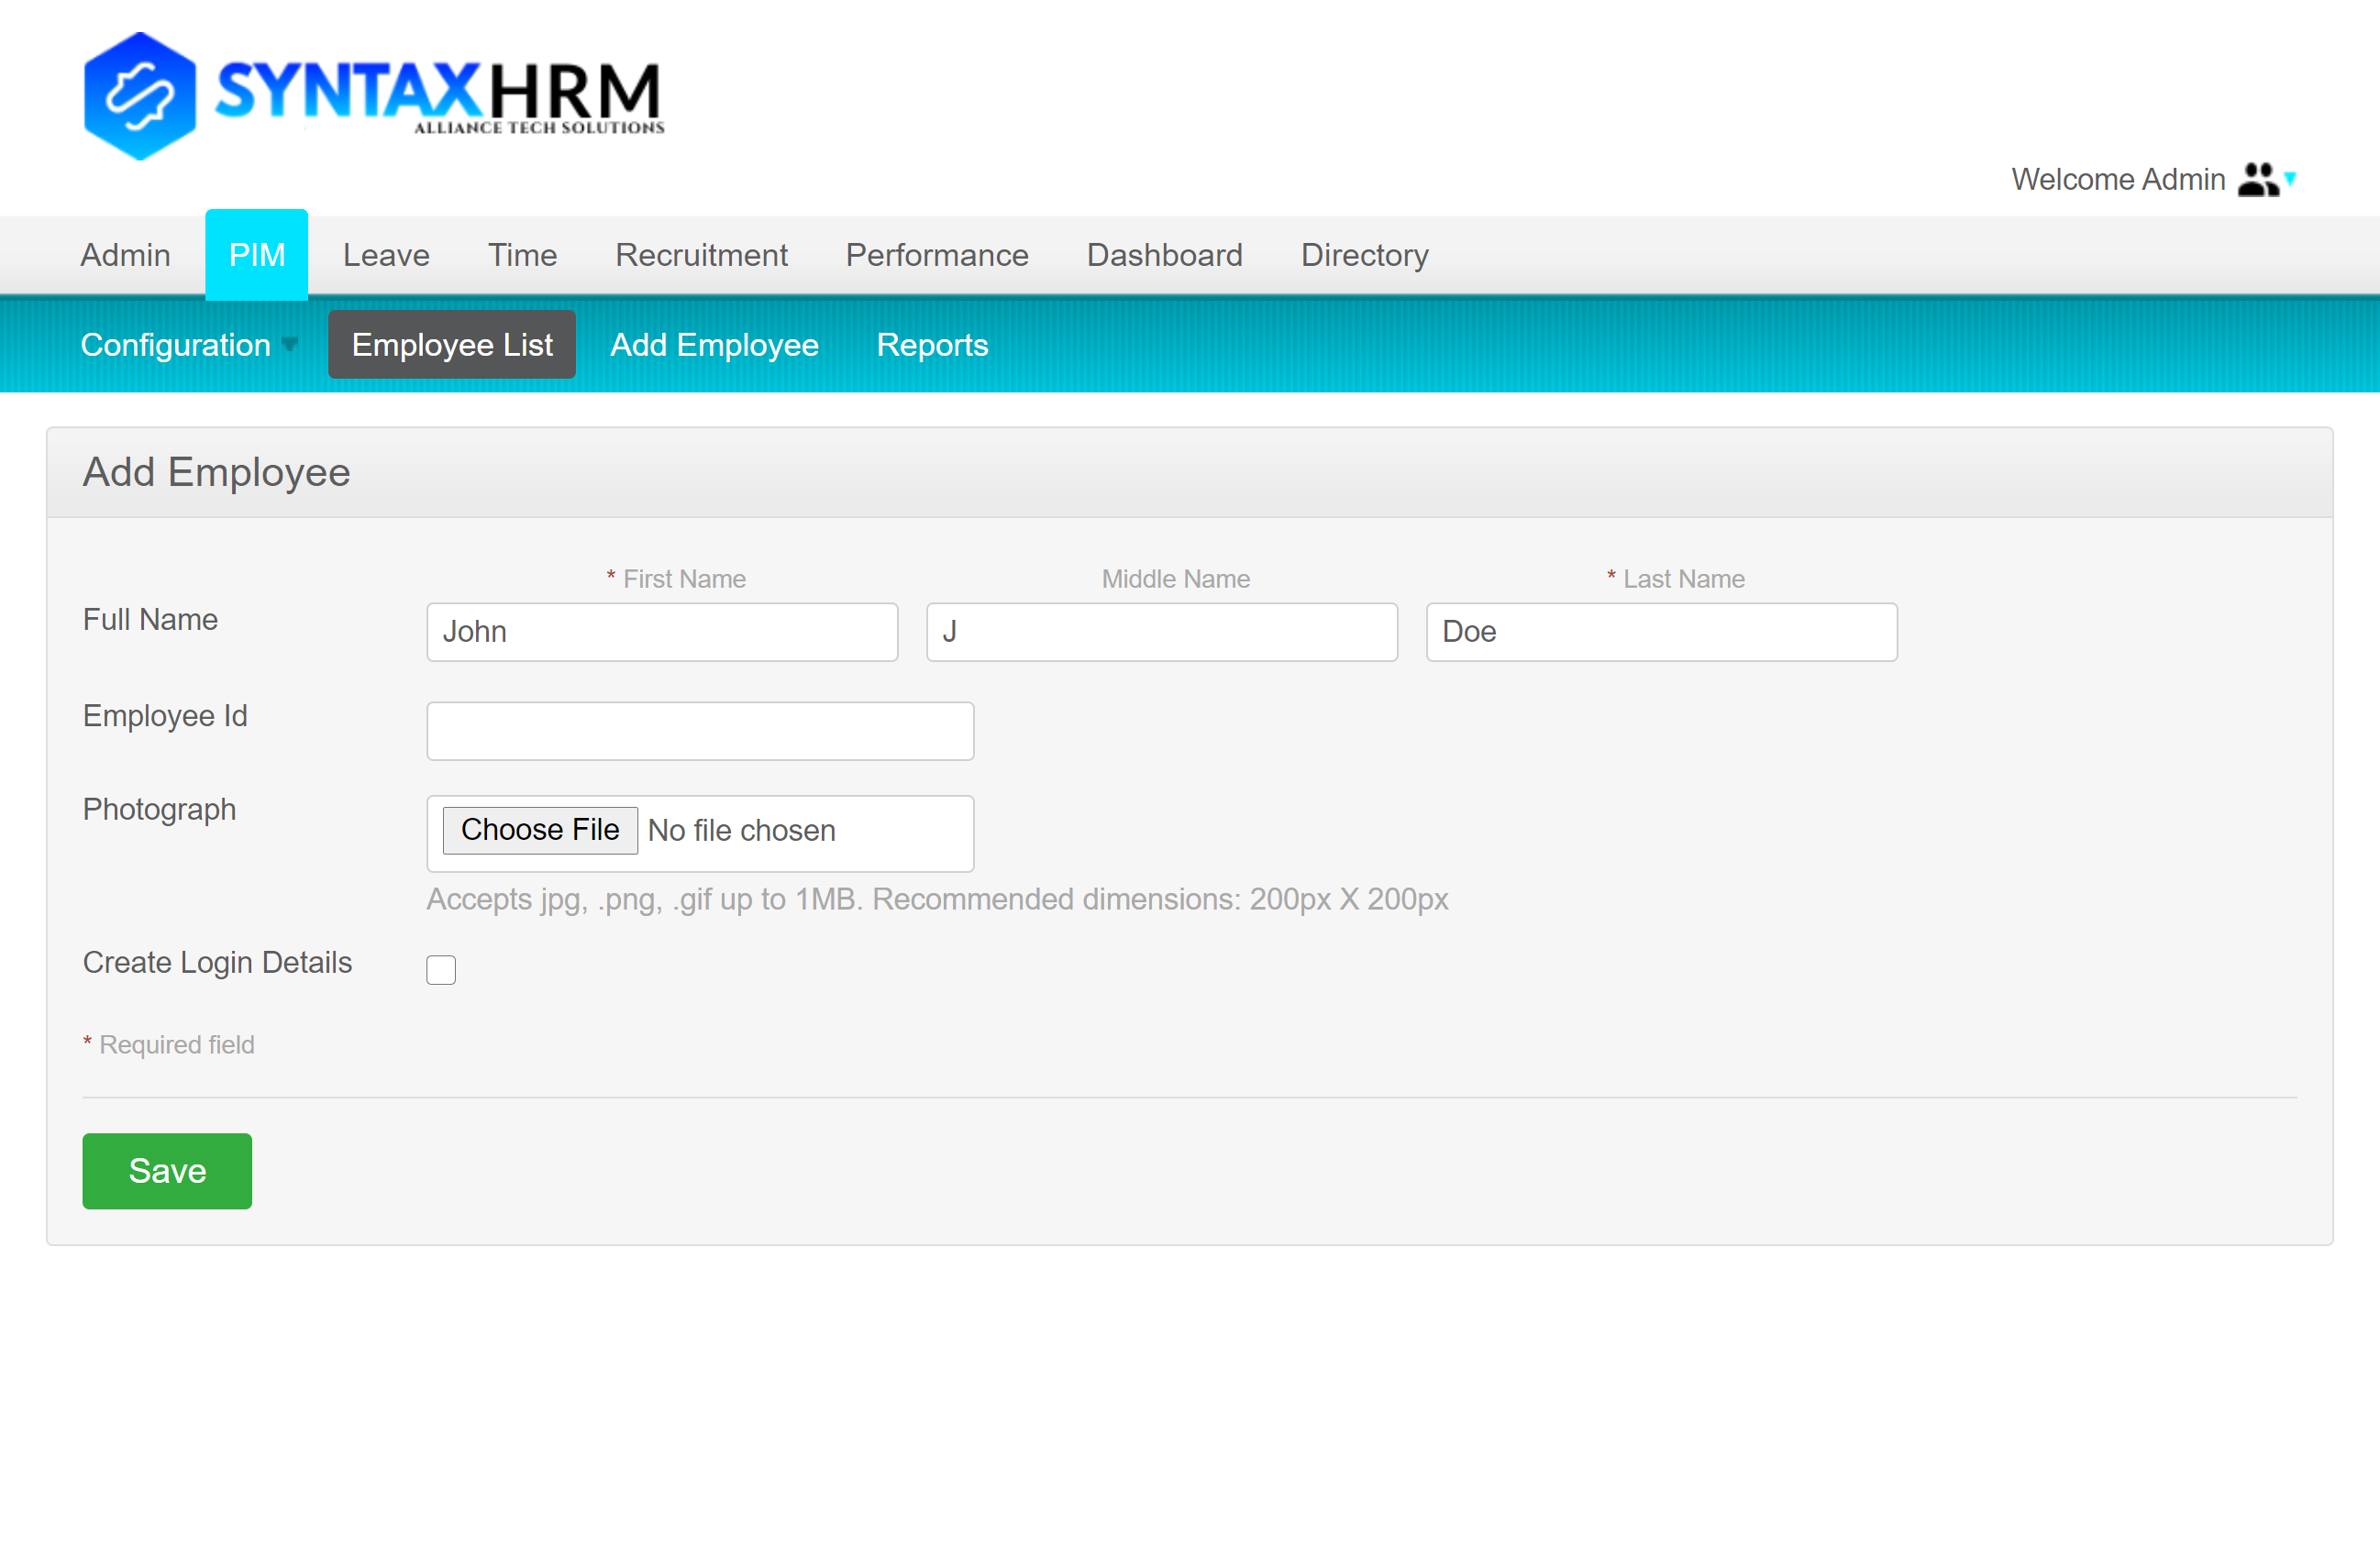 SYNTAXHRM
ALLIANCE TECH SOLUTIONS
Welcome Admin
Admin PIM Leave Time Recruitment Performance Dashboard Directory
Configuration Employee List Add Employee Reports
Add Employee
* First Name Middle Name * Last Name
Full Name John J Doe
Employee Id
Photograph Choose File No file chosen
Accepts jpg, .png, .gif up to 1MB. Recommended dimensions: 200px X 200px
Create Login Details
* Required field
Save